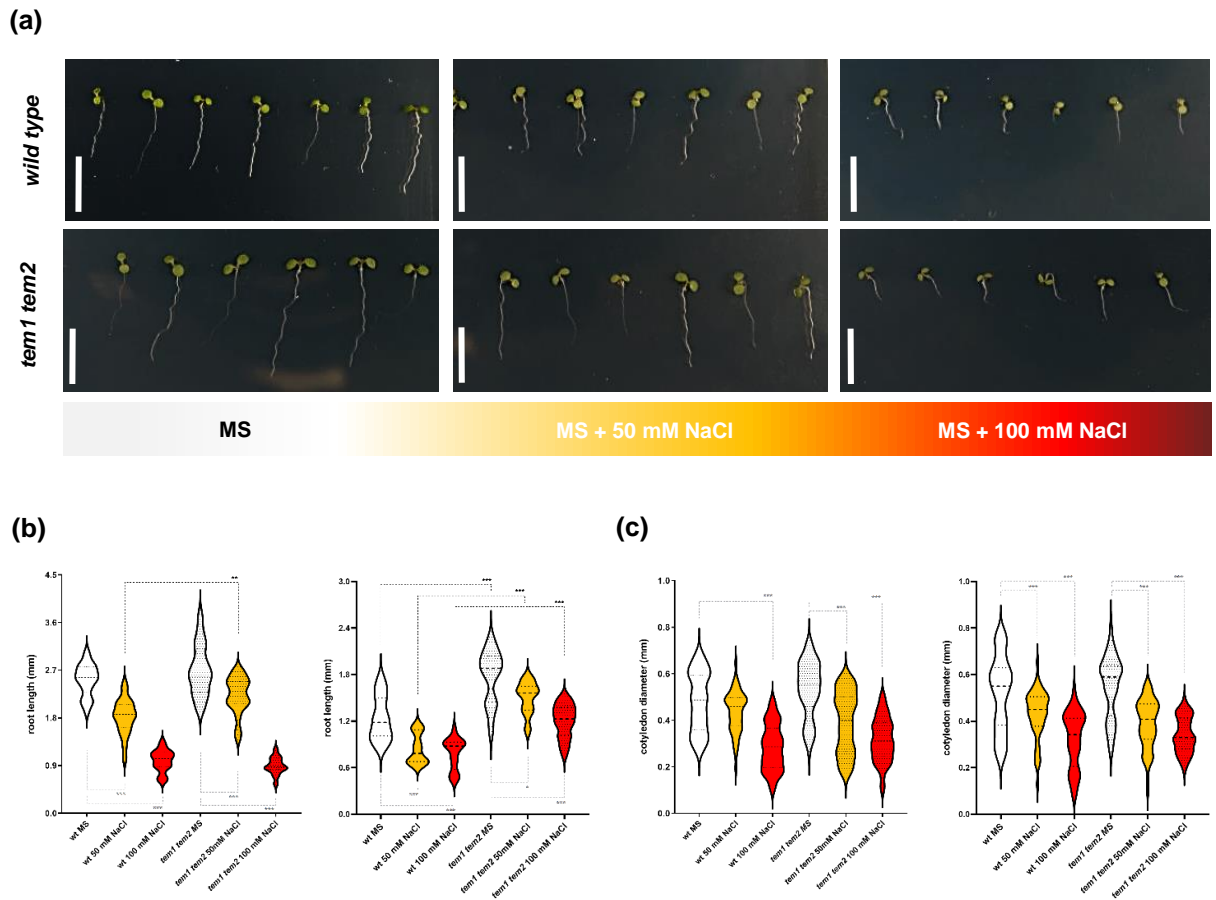 (a)
wild type
tem1 tem2
MS
MS + 50 mM NaCl
MS + 100 mM NaCl
(b)
root length (mm)
4.5
3.6
2.7
1.8
0.9
0.0
**
***
***
***
***
wt MS
wt 50 mM NaCl
wt 100 mM NaCl
tem1 tem2 MS
tem1 tem2 50mM NaCl
tem1 tem2 100 mM NaCl
root length (mm)
3.0
2.4
1.8
1.2
0.6
0.0
***
***
***
***
***
*
***
wt MS
wt 50 mM NaCl
wt 100 mM NaCl
tem1 tem2 MS
tem1 tem2 50mM NaCl
tem1 tem2 100 mM NaCl
(c)
cotyledon diameter (mm)
1.0
0.8
0.6
0.4
0.2
0.0
***
***
***
wt MS
wt 50 mM NaCl
wt 100 mM NaCl
tem1 tem2 MS
tem1 tem2 50mM NaCl
tem1 tem2 100 mM NaCl
cotyledon diameter (mm)
1.0
0.8
0.6
0.4
0.2
0.0
***
***
***
***
wt MS
wt 50 mM NaCl
wt 100 mM NaCl
tem1 tem2 MS
tem1 tem2 50mM NaCl
tem1 tem2 100 mM NaCl